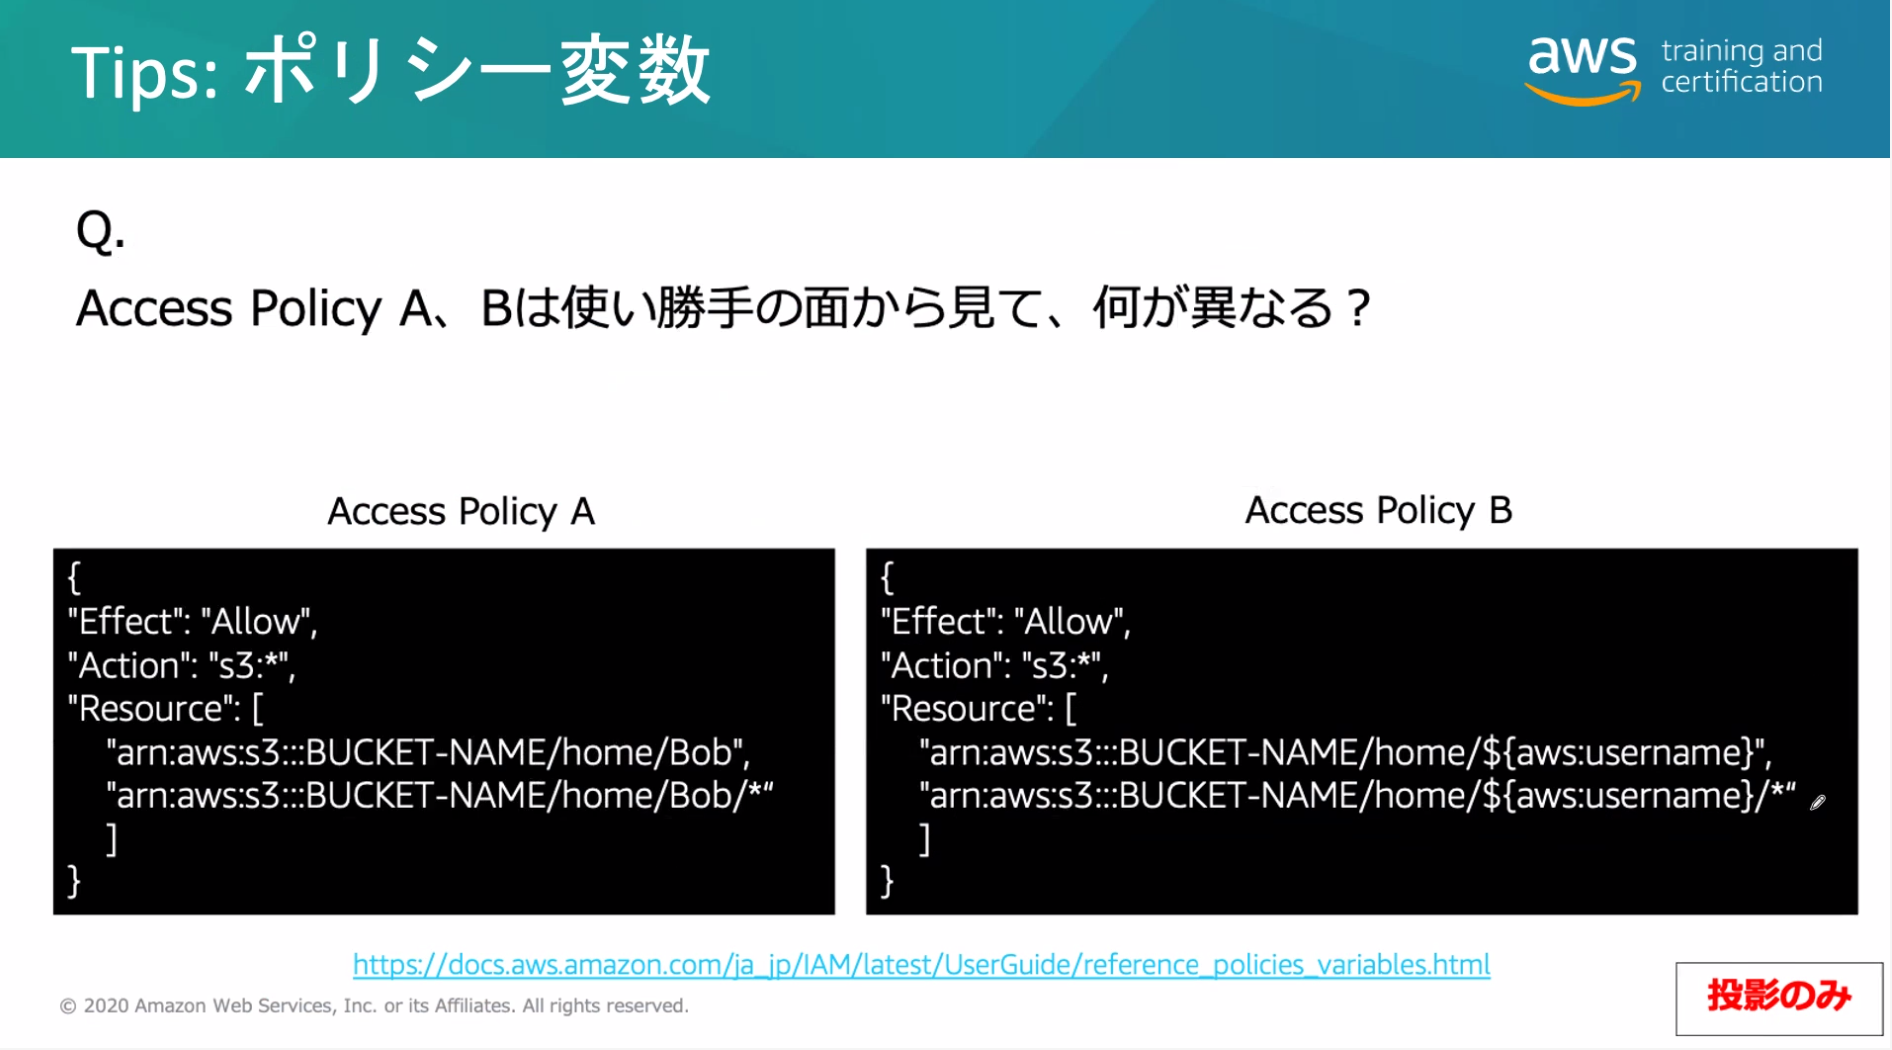 Tips: ポリシー変数
aws training and certification
Q.
Access Policy A、Bは使い勝手の面から見て、何が異なる？
Access Policy A
{
"Effect": "Allow",
"Action": "s3:*",
"Resource": [
"arn:aws:s3:::BUCKET-NAME/home/Bob",
"arn:aws:s3:::BUCKET-NAME/home/Bob/*“
]
}
Access Policy B
{
"Effect": "Allow",
"Action": "s3:*",
"Resource": [
"arn:aws:s3:::BUCKET-NAME/home/${aws:username}",
"arn:aws:s3:::BUCKET-NAME/home/${aws:username}/*“
]
}
https://docs.aws.amazon.com/ja_jp/IAM/latest/UserGuide/reference_policies_variables.html
© 2020 Amazon Web Services, Inc. or its Affiliates. All rights reserved.
投影のみ